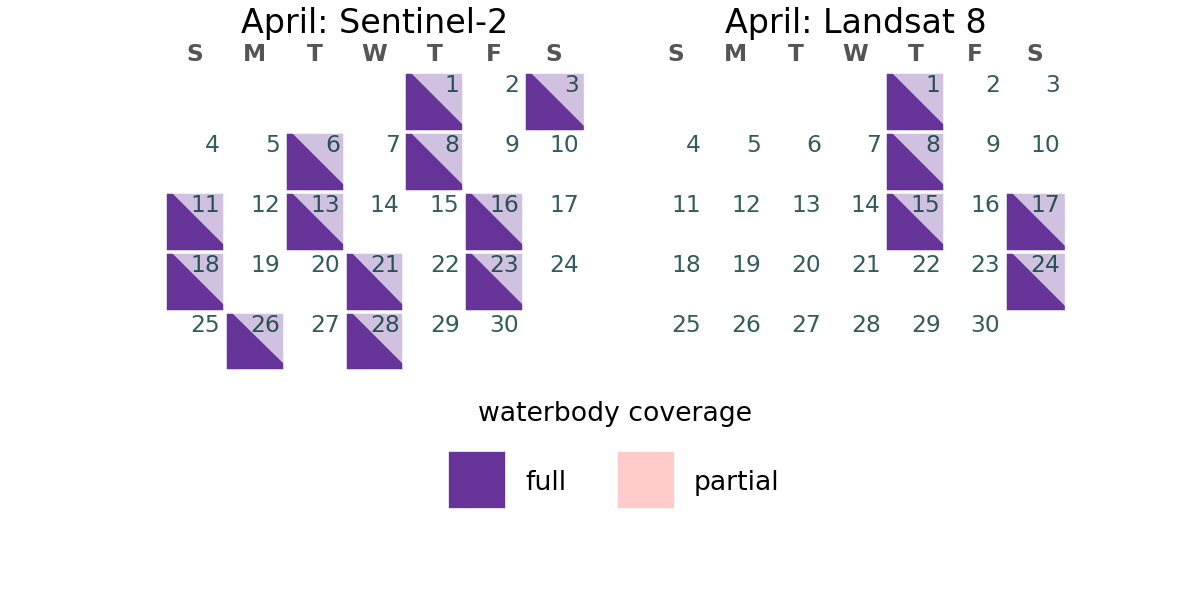 April: Sentinel-2
S M T W T F S
1 2 3
4 5 6 7 8 9 10
11 12 13 14 15 16 17
18 19 20 21 22 23 24
25 26 27 28 29 30
April: Landsat 8
S M T W T F S
1 2 3
4 5 6 7 8 9 10
11 12 13 14 15 16 17
18 19 20 21 22 23 24
25 26 27 28 29 30
waterbody coverage
full partial